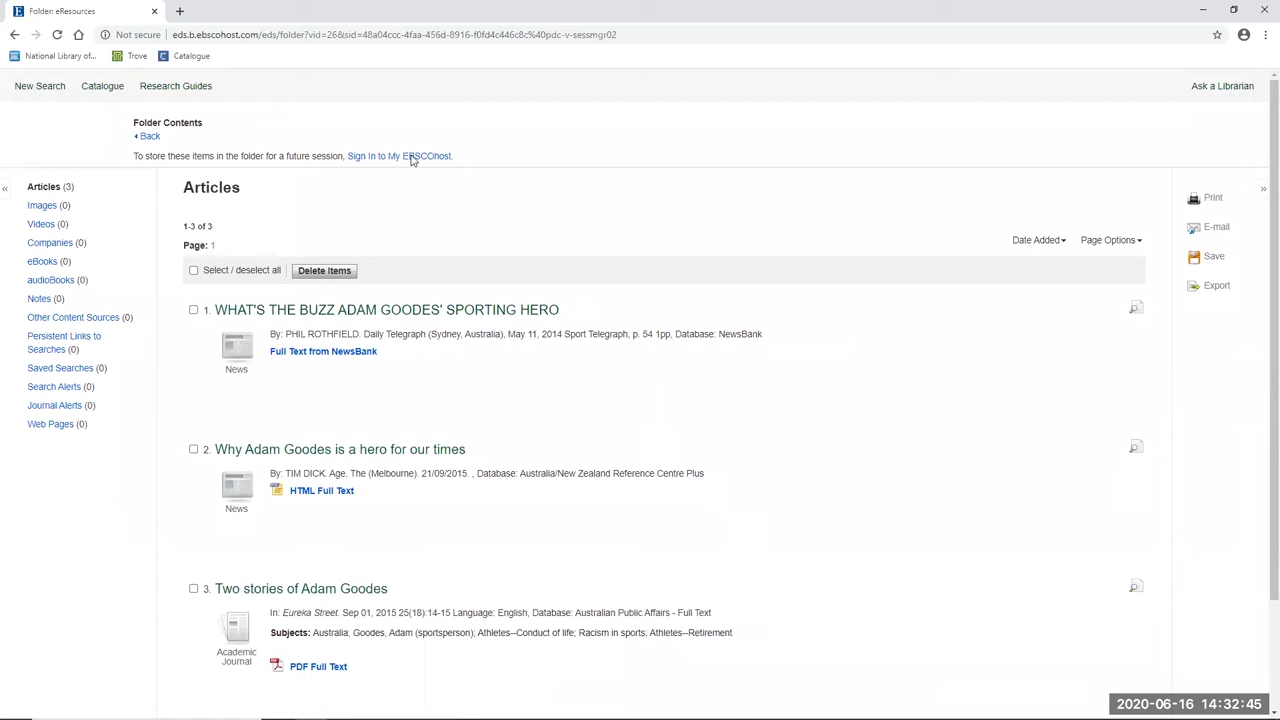 Folder: eResources
Not secure | eds.b.ebscohost.com/eds/folder?vid=26&sid=48a04ccc-4faa-456d-8916-f0fd4c446c8c%40pdc-v-sessmgr02
National Library of... Trove Catalogue
New Search Catalogue Research Guides Ask a Librarian
Folder Contents
Back
To store these items in the folder for a future session, Sign In to My EBSCOhost.
Articles (3)
Images (0)
Videos (0)
Companies (0)
eBooks (0)
audioBooks (0)
Notes (0)
Other Content Sources (0)
Persistent Links to
Searches (0)
Saved Searches (0)
Search Alerts (0)
Journal Alerts (0)
Web Pages (0)
Articles
1-3 of 3
Page: 1
Date Added Page Options
Select / deselect all Delete Items
1. WHAT'S THE BUZZ ADAM GOODES' SPORTING HERO
By: PHIL ROTHFIELD. Daily Telegraph (Sydney, Australia), May 11, 2014 Sport Telegraph, p. 54 1pp, Database: NewsBank
Full Text from NewsBank
News
2. Why Adam Goodes is a hero for our times
By: TIM DICK. Age, The (Melbourne). 21/09/2015. , Database: Australia/New Zealand Reference Centre Plus
HTML Full Text
News
3. Two stories of Adam Goodes
In: Eureka Street. Sep 01, 2015 25(18):14-15 Language: English, Database: Australian Public Affairs - Full Text
Subjects: Australia; Goodes, Adam (sportsperson); Athletes--Conduct of life; Racism in sports; Athletes--Retirement
Academic
Journal
PDF Full Text
Print
E-mail
Save
Export
2020-06-16 14:32:45